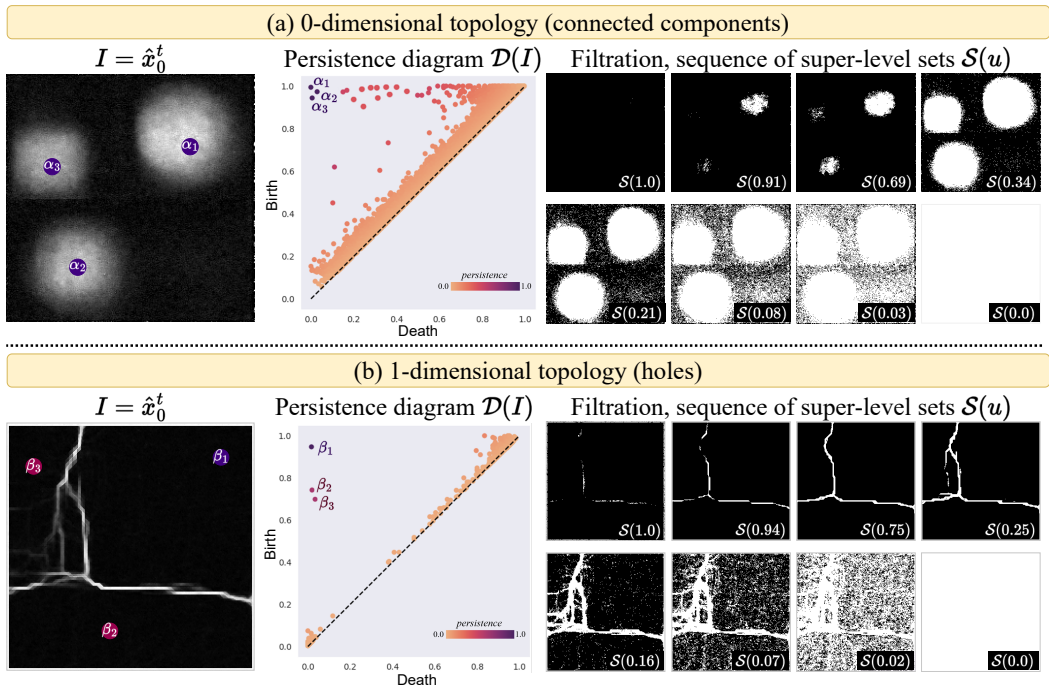 (a) 0-dimensional topology (connected components)
I = x̂₀ᵗ
Persistence diagram 𝓓(I)
Filtration, sequence of super-level sets 𝓢(u)
α₁
α₃
α₂
α₁
α₂
α₃
1.0
0.8
0.6
0.4
0.2
0.0
Birth
persistence
0.0 1.0
0.0 0.2 0.4 0.6 0.8 1.0
Death
𝓢(1.0) 𝓢(0.91) 𝓢(0.69) 𝓢(0.34)
𝓢(0.21) 𝓢(0.08) 𝓢(0.03) 𝓢(0.0)
(b) 1-dimensional topology (holes)
I = x̂₀ᵗ
Persistence diagram 𝓓(I)
Filtration, sequence of super-level sets 𝓢(u)
β₁
β₃
β₂
β₁
β₂
β₃
1.0
0.8
0.6
0.4
0.2
0.0
Birth
persistence
0.0 1.0
0.0 0.2 0.4 0.6 0.8 1.0
Death
𝓢(1.0) 𝓢(0.94) 𝓢(0.75) 𝓢(0.25)
𝓢(0.16) 𝓢(0.07) 𝓢(0.02) 𝓢(0.0)